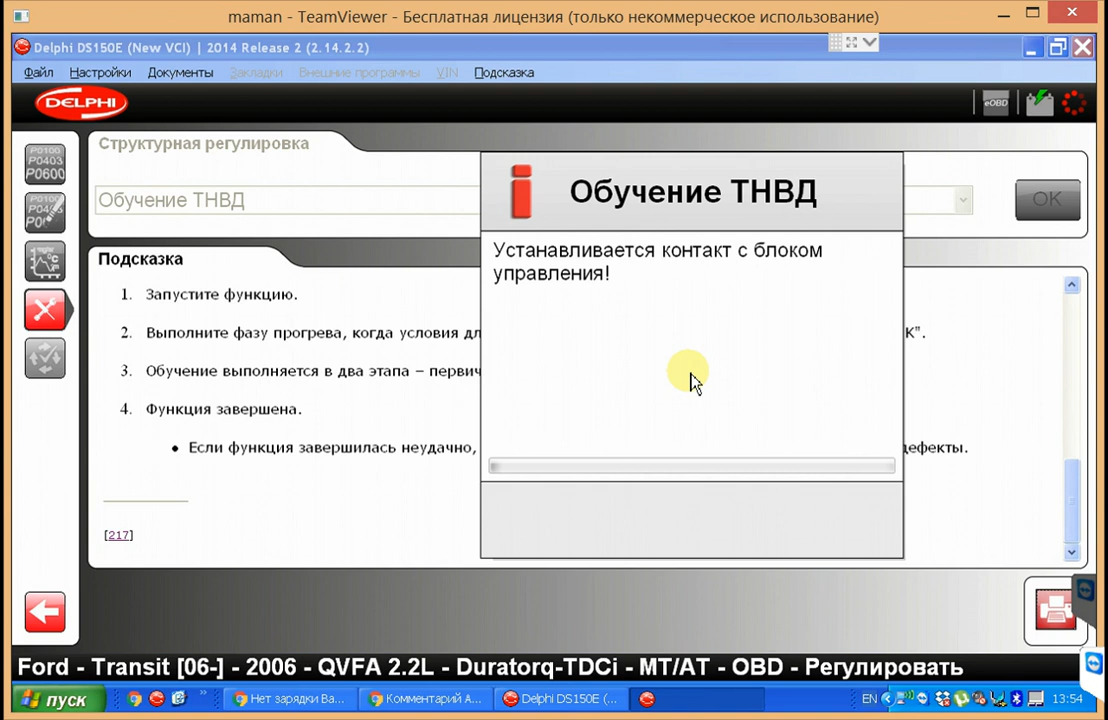 maman - TeamViewer - Бесплатная лицензия (только некоммерческое использование)
Delphi DS150E (New VCI) | 2014 Release 2 (2.14.2.2)
Файл Настройки Документы Закладки Внешние программы VIN Подсказка
DELPHI
eOBD
P0100
P0403
P0600
Структурная регулировка
Обучение ТНВД
OK
Обучение ТНВД
Устанавливается контакт с блоком
управления!
Подсказка
1. Запустите функцию.
2. Выполните фазу прогрева, когда условия дл
К".
3. Обучение выполняется в два этапа – первич
4. Функция завершена.
• Если функция завершилась неудачно,
дефекты.
[217]
Ford - Transit [06-] - 2006 - QVFA 2.2L - Duratorq-TDCi - MT/AT - OBD - Регулировать
пуск
Нет зарядки Ва...
Комментарий А...
Delphi DS150E (...
EN
13:54